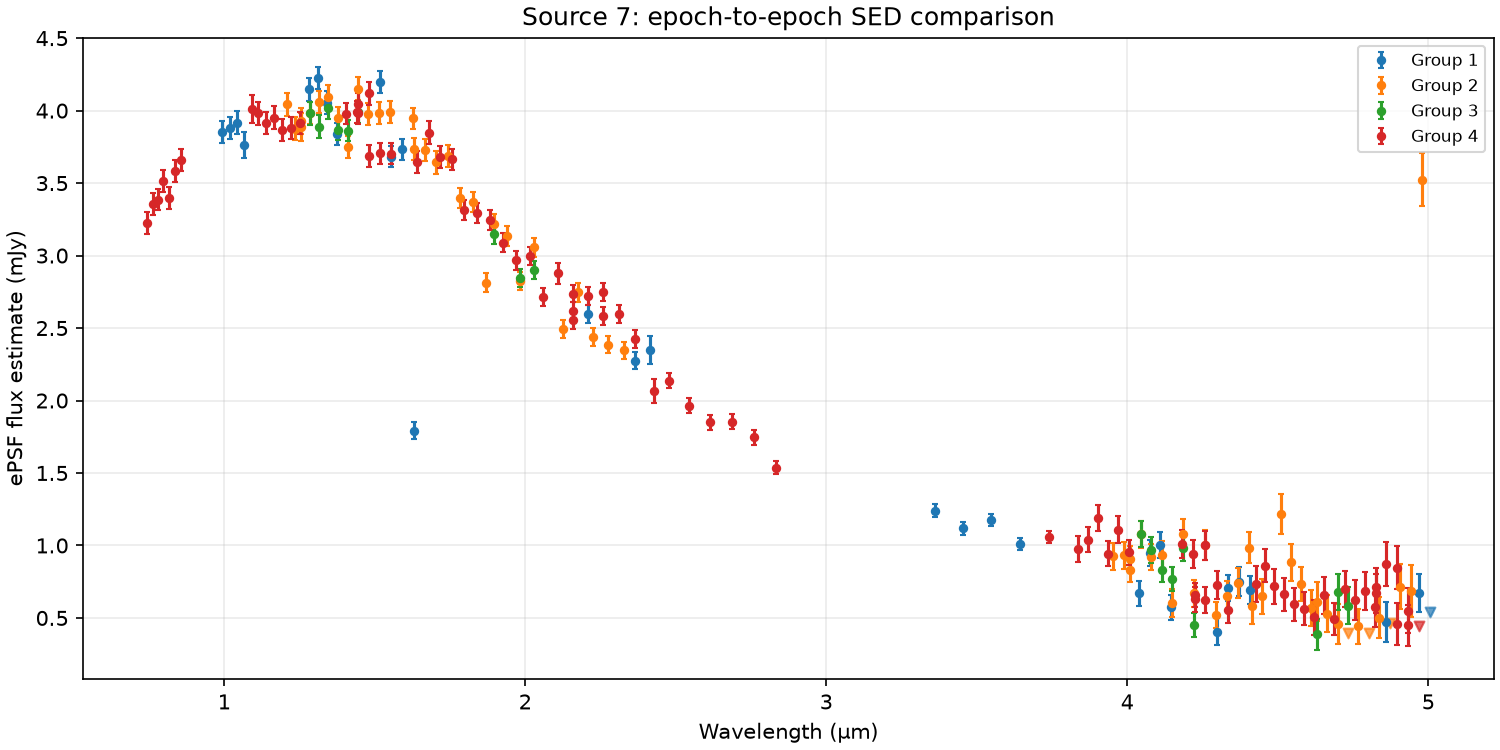 Source 7: epoch-to-epoch SED comparison
4.5
4.0
3.5
3.0
2.5
2.0
1.5
1.0
0.5
ePSF flux estimate (mJy)
Group 1
Group 2
Group 3
Group 4
1 2 3 4 5
Wavelength (μm)